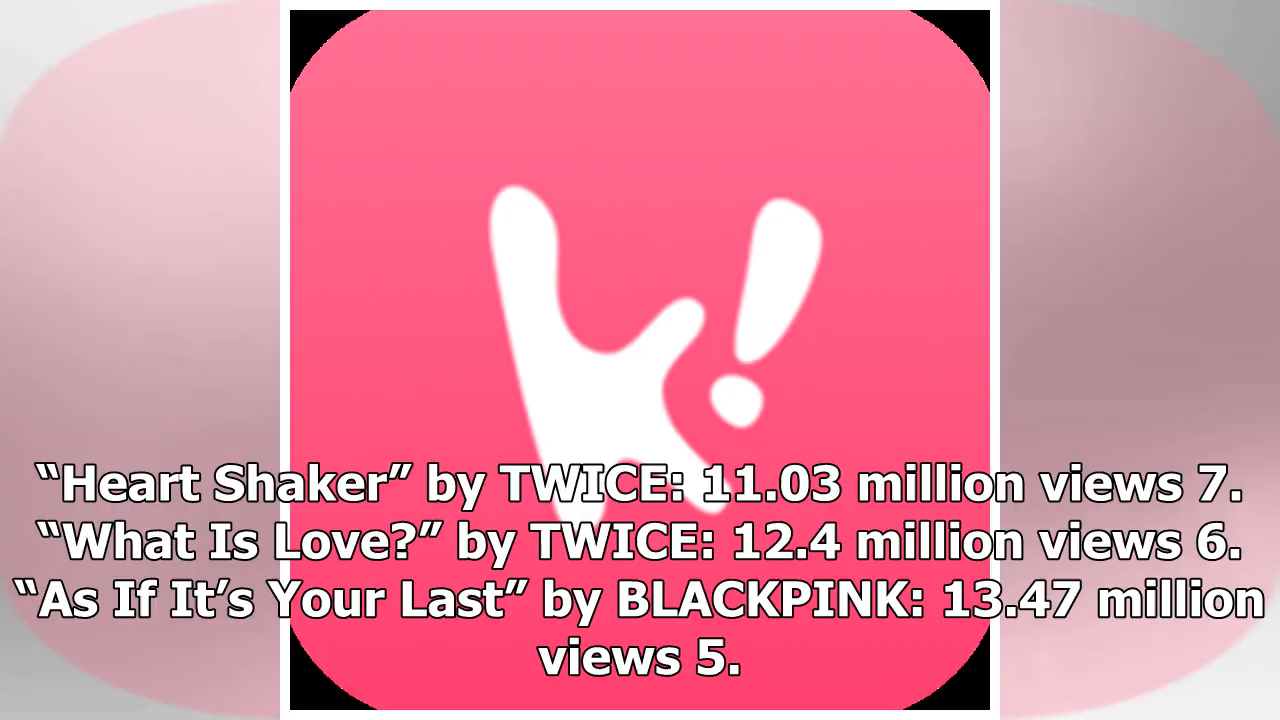 k!
“Heart Shaker” by TWICE: 11.03 million views 7.
“What Is Love?” by TWICE: 12.4 million views 6.
“As If It’s Your Last” by BLACKPINK: 13.47 million
views 5.